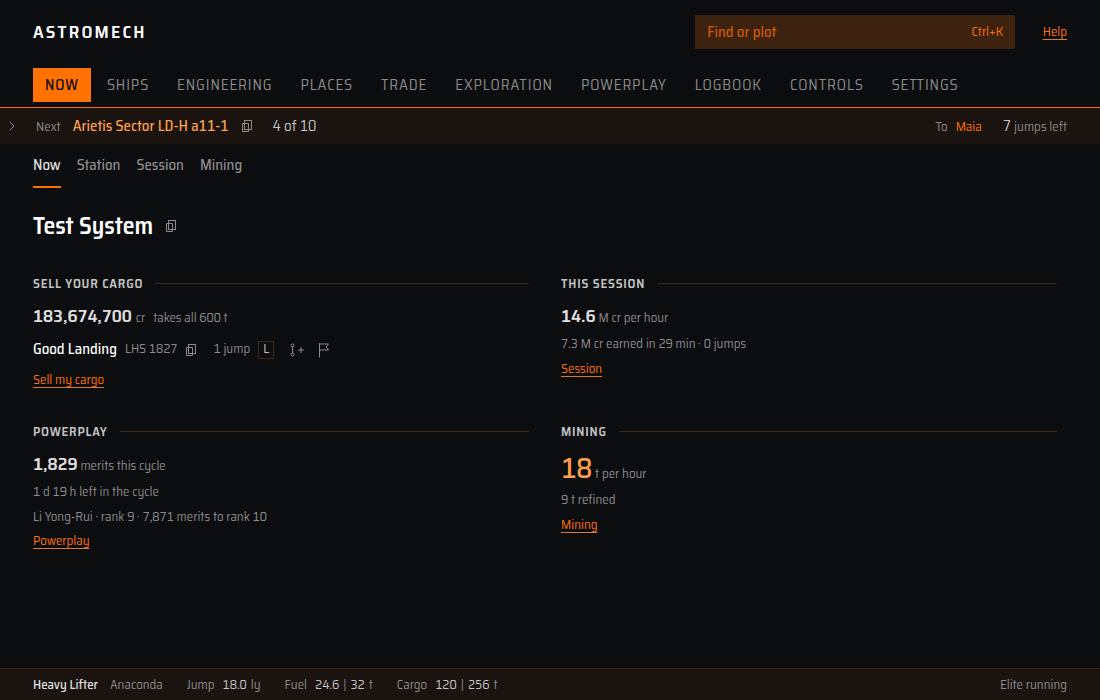 ASTROMECH
Find or plot Ctrl+K
Help
NOW SHIPS ENGINEERING PLACES TRADE EXPLORATION POWERPLAY LOGBOOK CONTROLS SETTINGS
Next Arietis Sector LD-H a11-1 4 of 10 To Maia 7 jumps left
Now Station Session Mining
Test System
SELL YOUR CARGO
183,674,700 cr takes all 600 t
Good Landing LHS 1827 1 jump L
Sell my cargo
THIS SESSION
14.6 M cr per hour
7.3 M cr earned in 29 min · 0 jumps
Session
POWERPLAY
1,829 merits this cycle
1 d 19 h left in the cycle
Li Yong-Rui · rank 9 · 7,871 merits to rank 10
Powerplay
MINING
18 t per hour
9 t refined
Mining
Heavy Lifter Anaconda Jump 18.0 ly Fuel 24.6 | 32 t Cargo 120 | 256 t Elite running